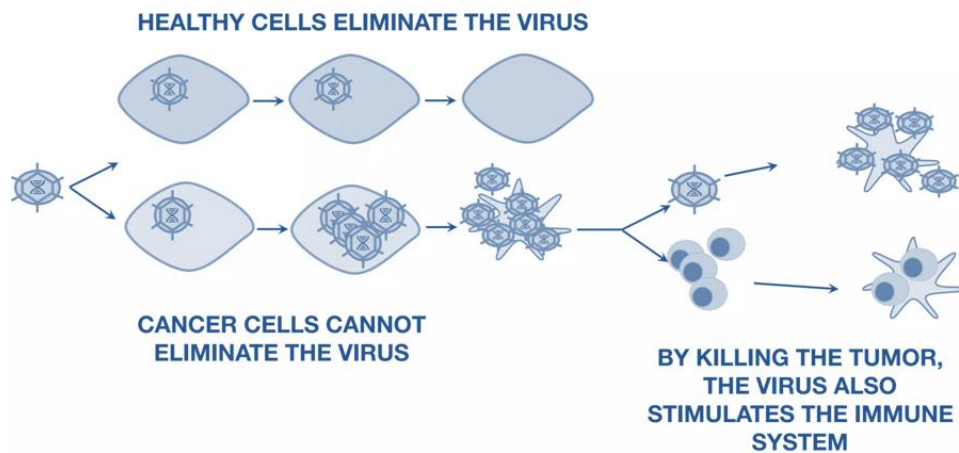 HEALTHY CELLS ELIMINATE THE VIRUS
CANCER CELLS CANNOT
ELIMINATE THE VIRUS
BY KILLING THE TUMOR,
THE VIRUS ALSO
STIMULATES THE IMMUNE
SYSTEM